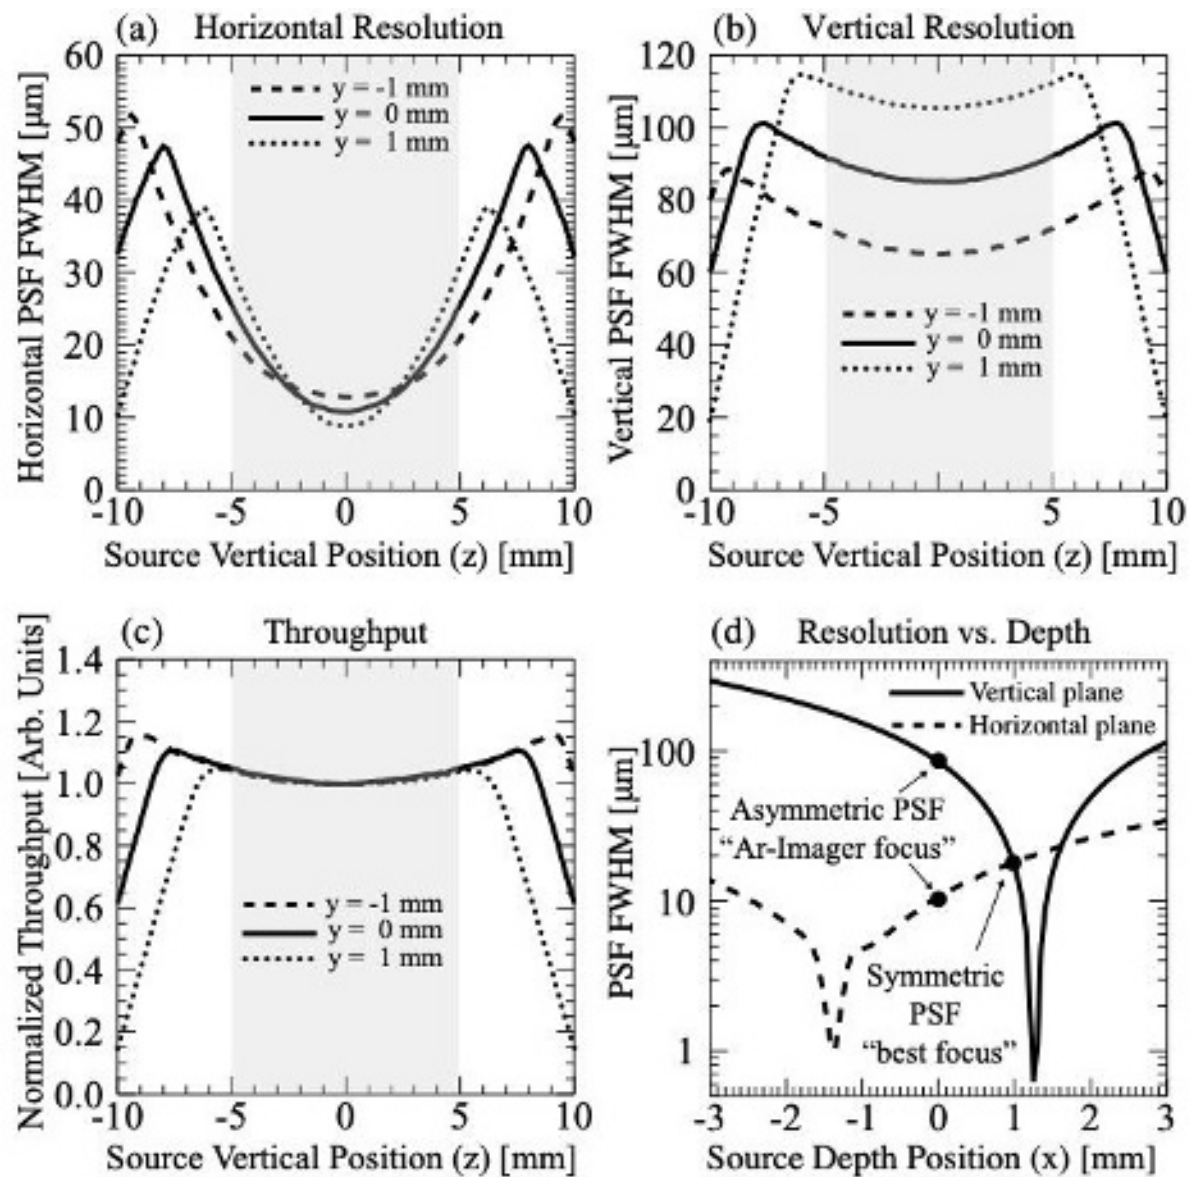 (a) Horizontal Resolution
60
50
40
30
20
10
0
Horizontal PSF FWHM [μm]
y = -1 mm
y = 0 mm
y = 1 mm
-10 -5 0 5 10
Source Vertical Position (z) [mm]
(b) Vertical Resolution
120
100
80
60
40
20
0
Vertical PSF FWHM [μm]
y = -1 mm
y = 0 mm
y = 1 mm
-10 -5 0 5 10
Source Vertical Position (z) [mm]
(c) Throughput
1.4
1.2
1.0
0.8
0.6
0.4
0.2
0.0
Normalized Throughput [Arb. Units]
y = -1 mm
y = 0 mm
y = 1 mm
-10 -5 0 5 10
Source Vertical Position (z) [mm]
(d) Resolution vs. Depth
100
10
1
PSF FWHM [μm]
Vertical plane
Horizontal plane
Asymmetric PSF
“Ar-Imager focus”
Symmetric
PSF
“best focus”
-3 -2 -1 0 1 2 3
Source Depth Position (x) [mm]